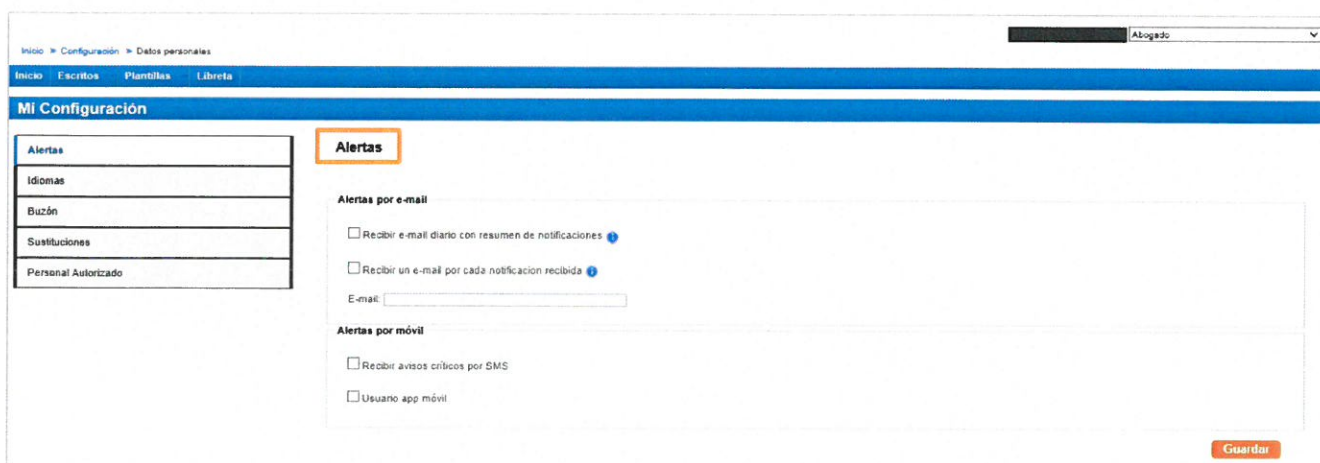 Abogado
Inicio > Configuración > Datos personales
Inicio Escritos Plantillas Libreta
Mi Configuración
Alertas
Idiomas
Buzón
Sustituciones
Personal Autorizado
Alertas
Alertas por e-mail
Recibir e-mail diario con resumen de notificaciones
Recibir un e-mail por cada notificacion recibida
E-mail:
Alertas por móvil
Recibir avisos críticos por SMS
Usuario app móvil
Guardar